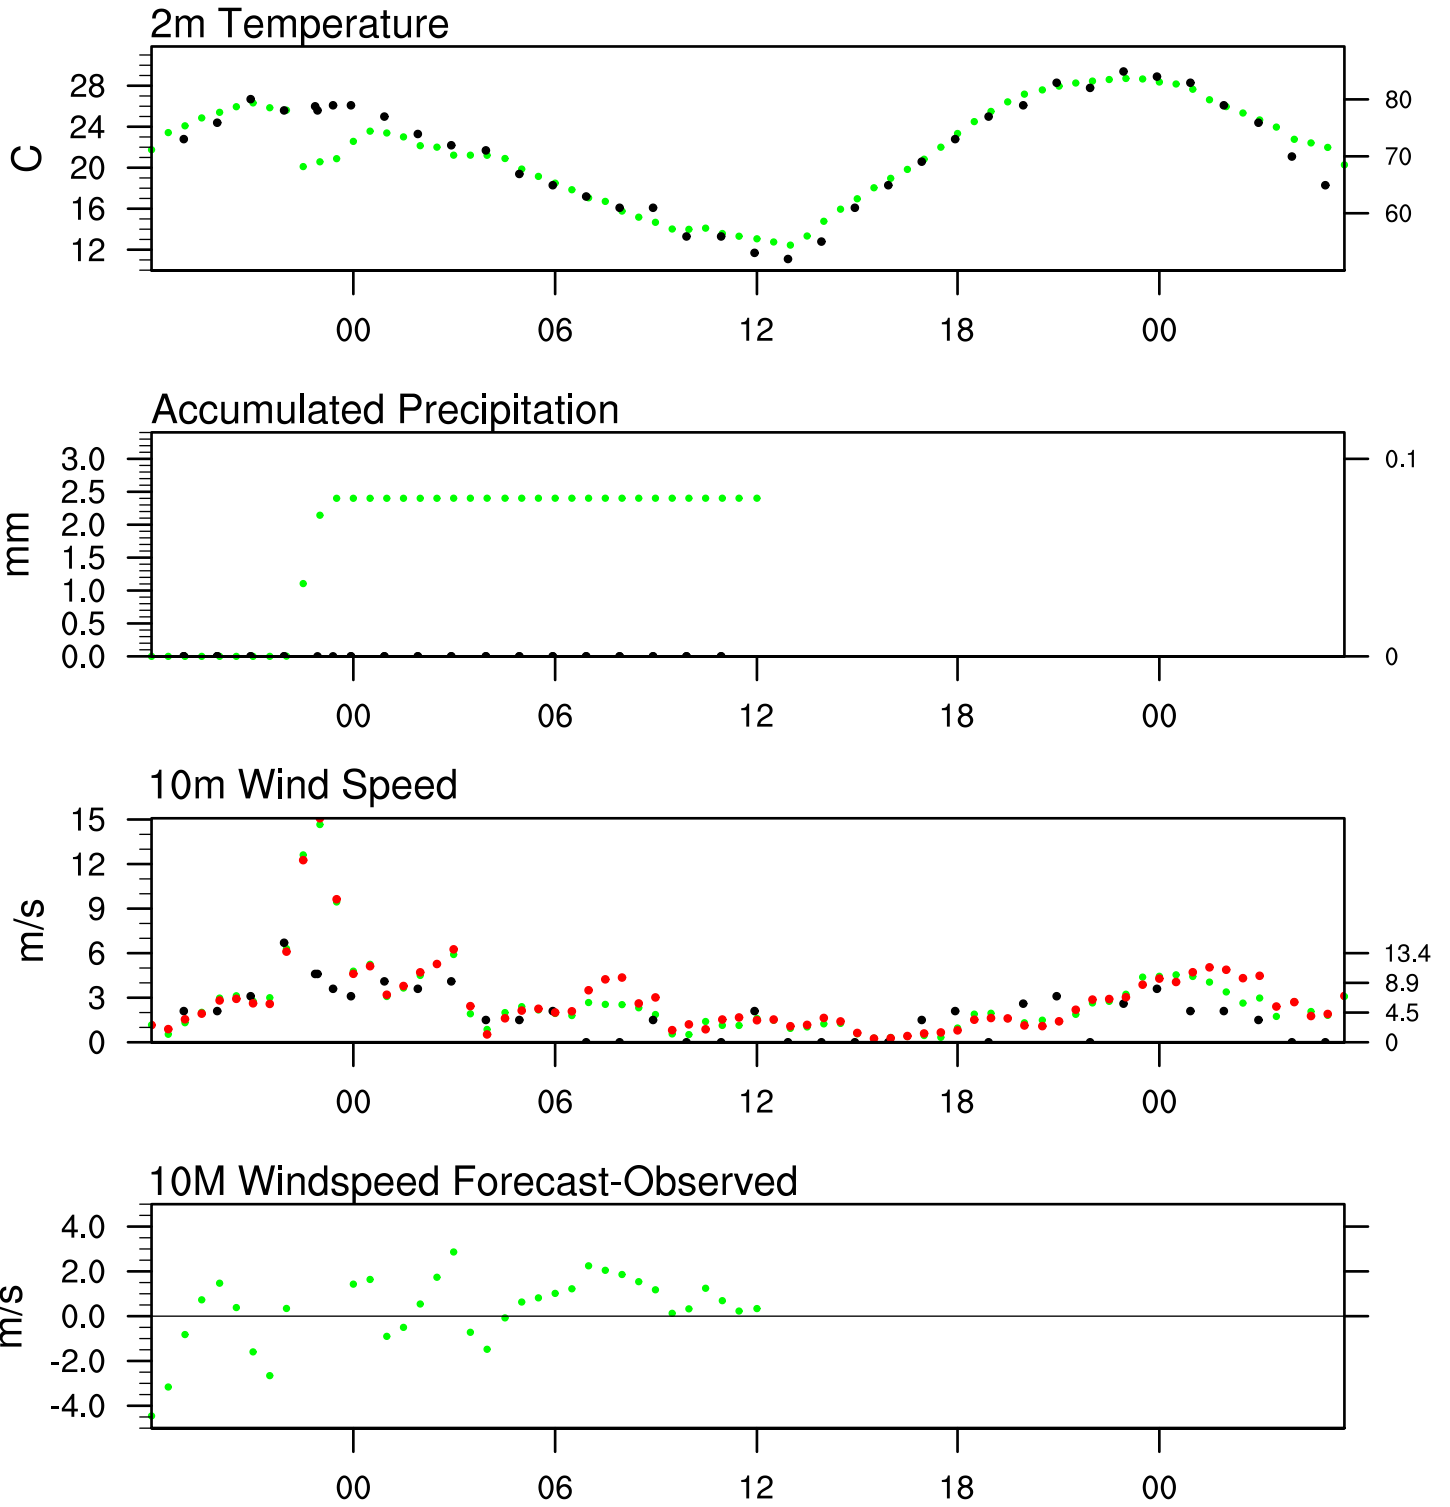 2m Temperature
28
24
20
16
12
C
80
70
60
00 06 12 18 00
Accumulated Precipitation
3.0
2.5
2.0
1.5
1.0
0.5
0.0
mm
0.1
0
00 06 12 18 00
10m Wind Speed
15
12
9
6
3
0
m/s
13.4
8.9
4.5
0
00 06 12 18 00
10M Windspeed Forecast-Observed
4.0
2.0
0.0
-2.0
-4.0
m/s
00 06 12 18 00